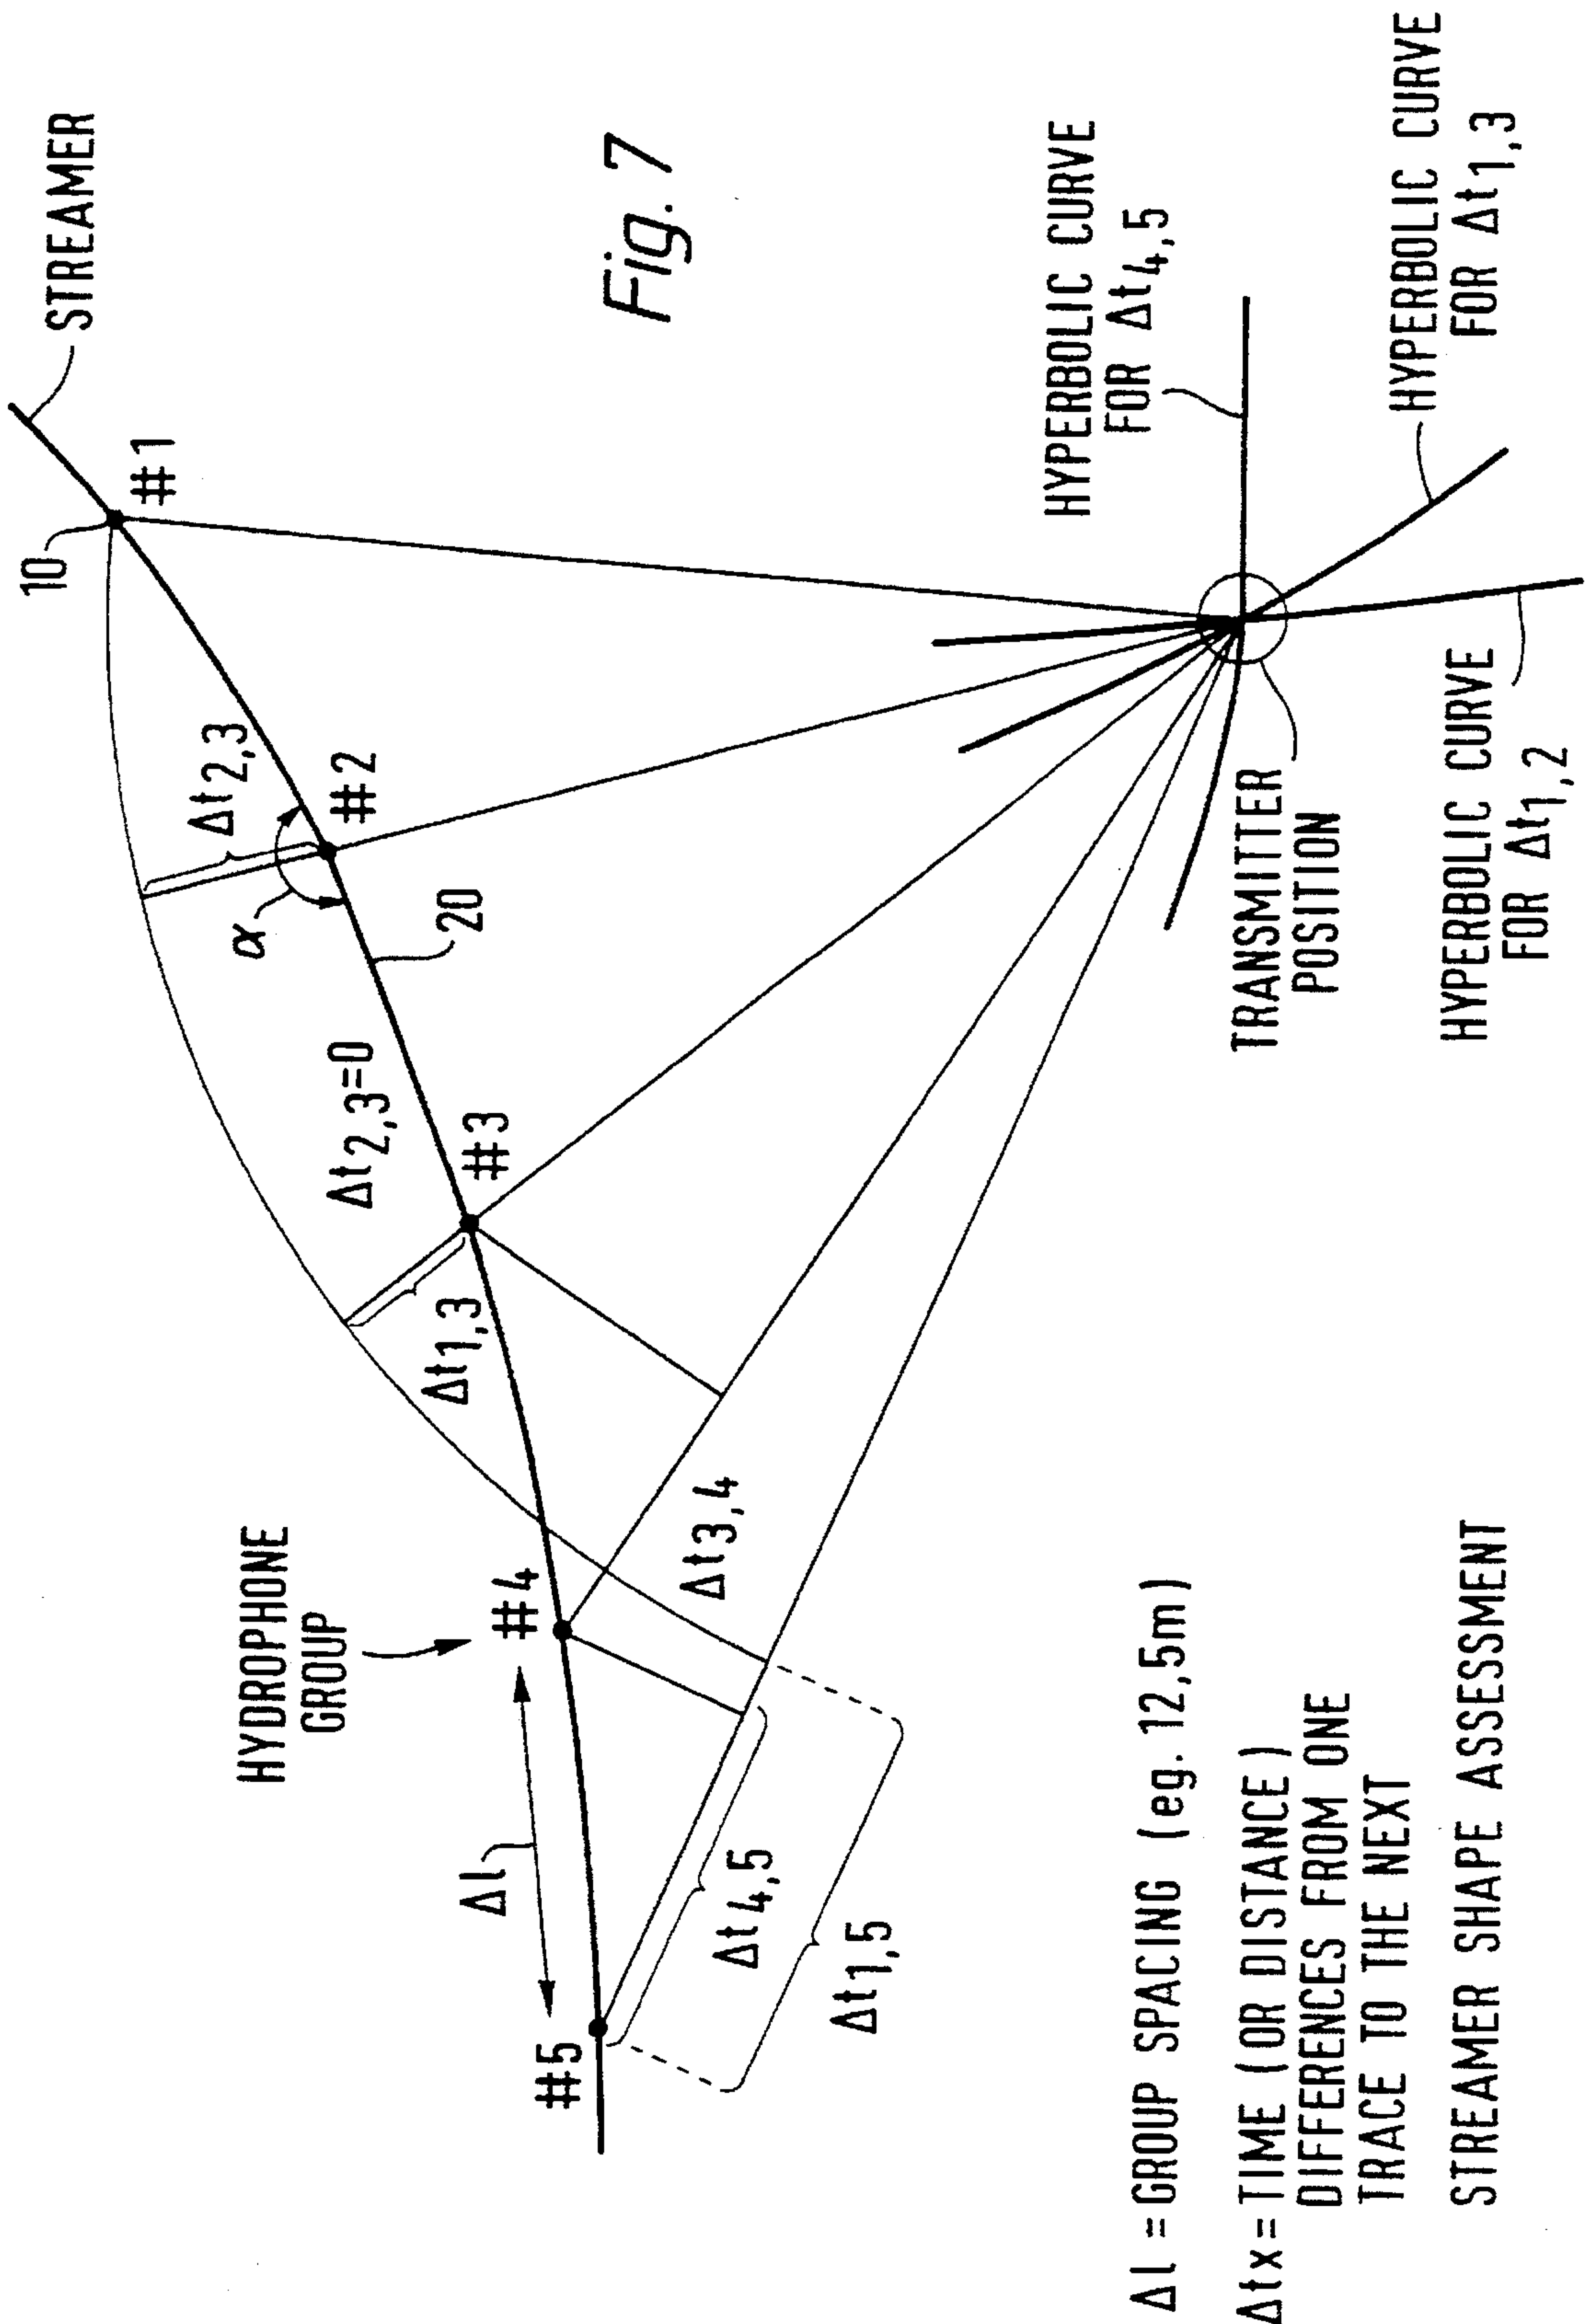 STREAMER
10
#1
Δt2,3
#2
α
20
Δt2,3=0
#3
Δt1,3
HYDROPHONE
GROUP
#4
Δl
#5
Δt3,4
Δt4,5
Δt1,5
Fig. 7
HYPERBOLIC CURVE
FOR Δt4,5
HYPERBOLIC CURVE
FOR Δt1,3
TRANSMITTER
POSITION
HYPERBOLIC CURVE
FOR Δt1,2
Δl = GROUP SPACING (eg. 12,5m)
Δtx= TIME (OR DISTANCE)
DIFFERENCES FROM ONE
TRACE TO THE NEXT
STREAMER SHAPE ASSESSMENT